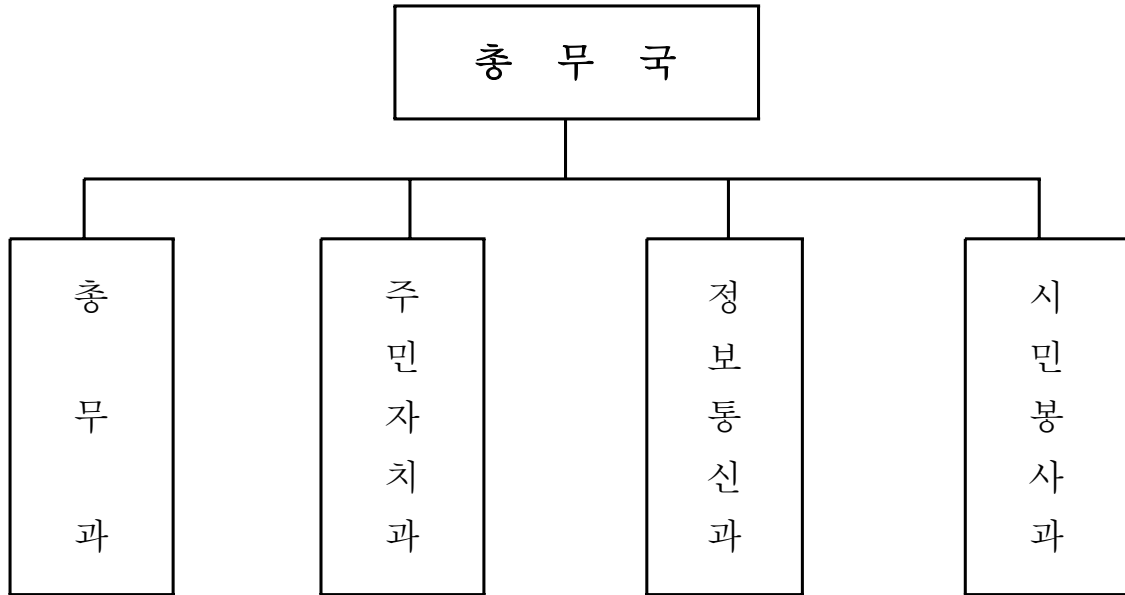 총 무 국
총무과
주민자치과
정보통신과
시민봉사과